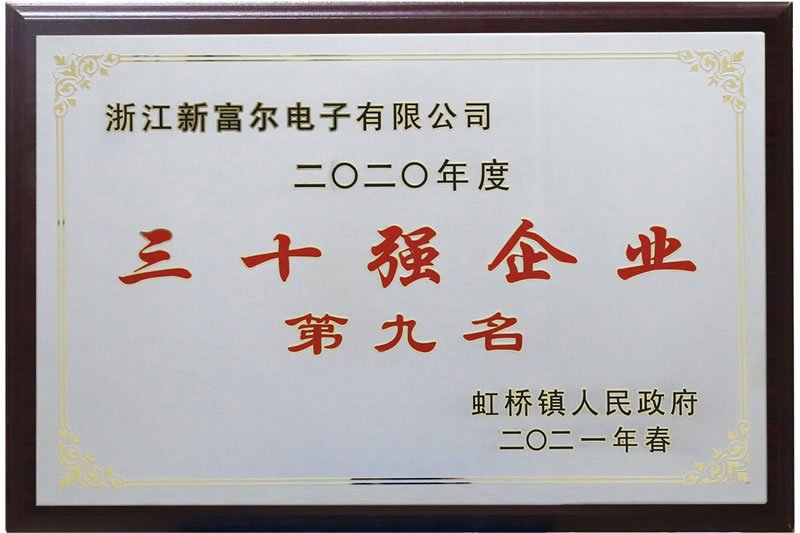 浙江新富尔电子有限公司
二〇二〇年度
三十强企业
第九名
虹桥镇人民政府
二〇二一年春